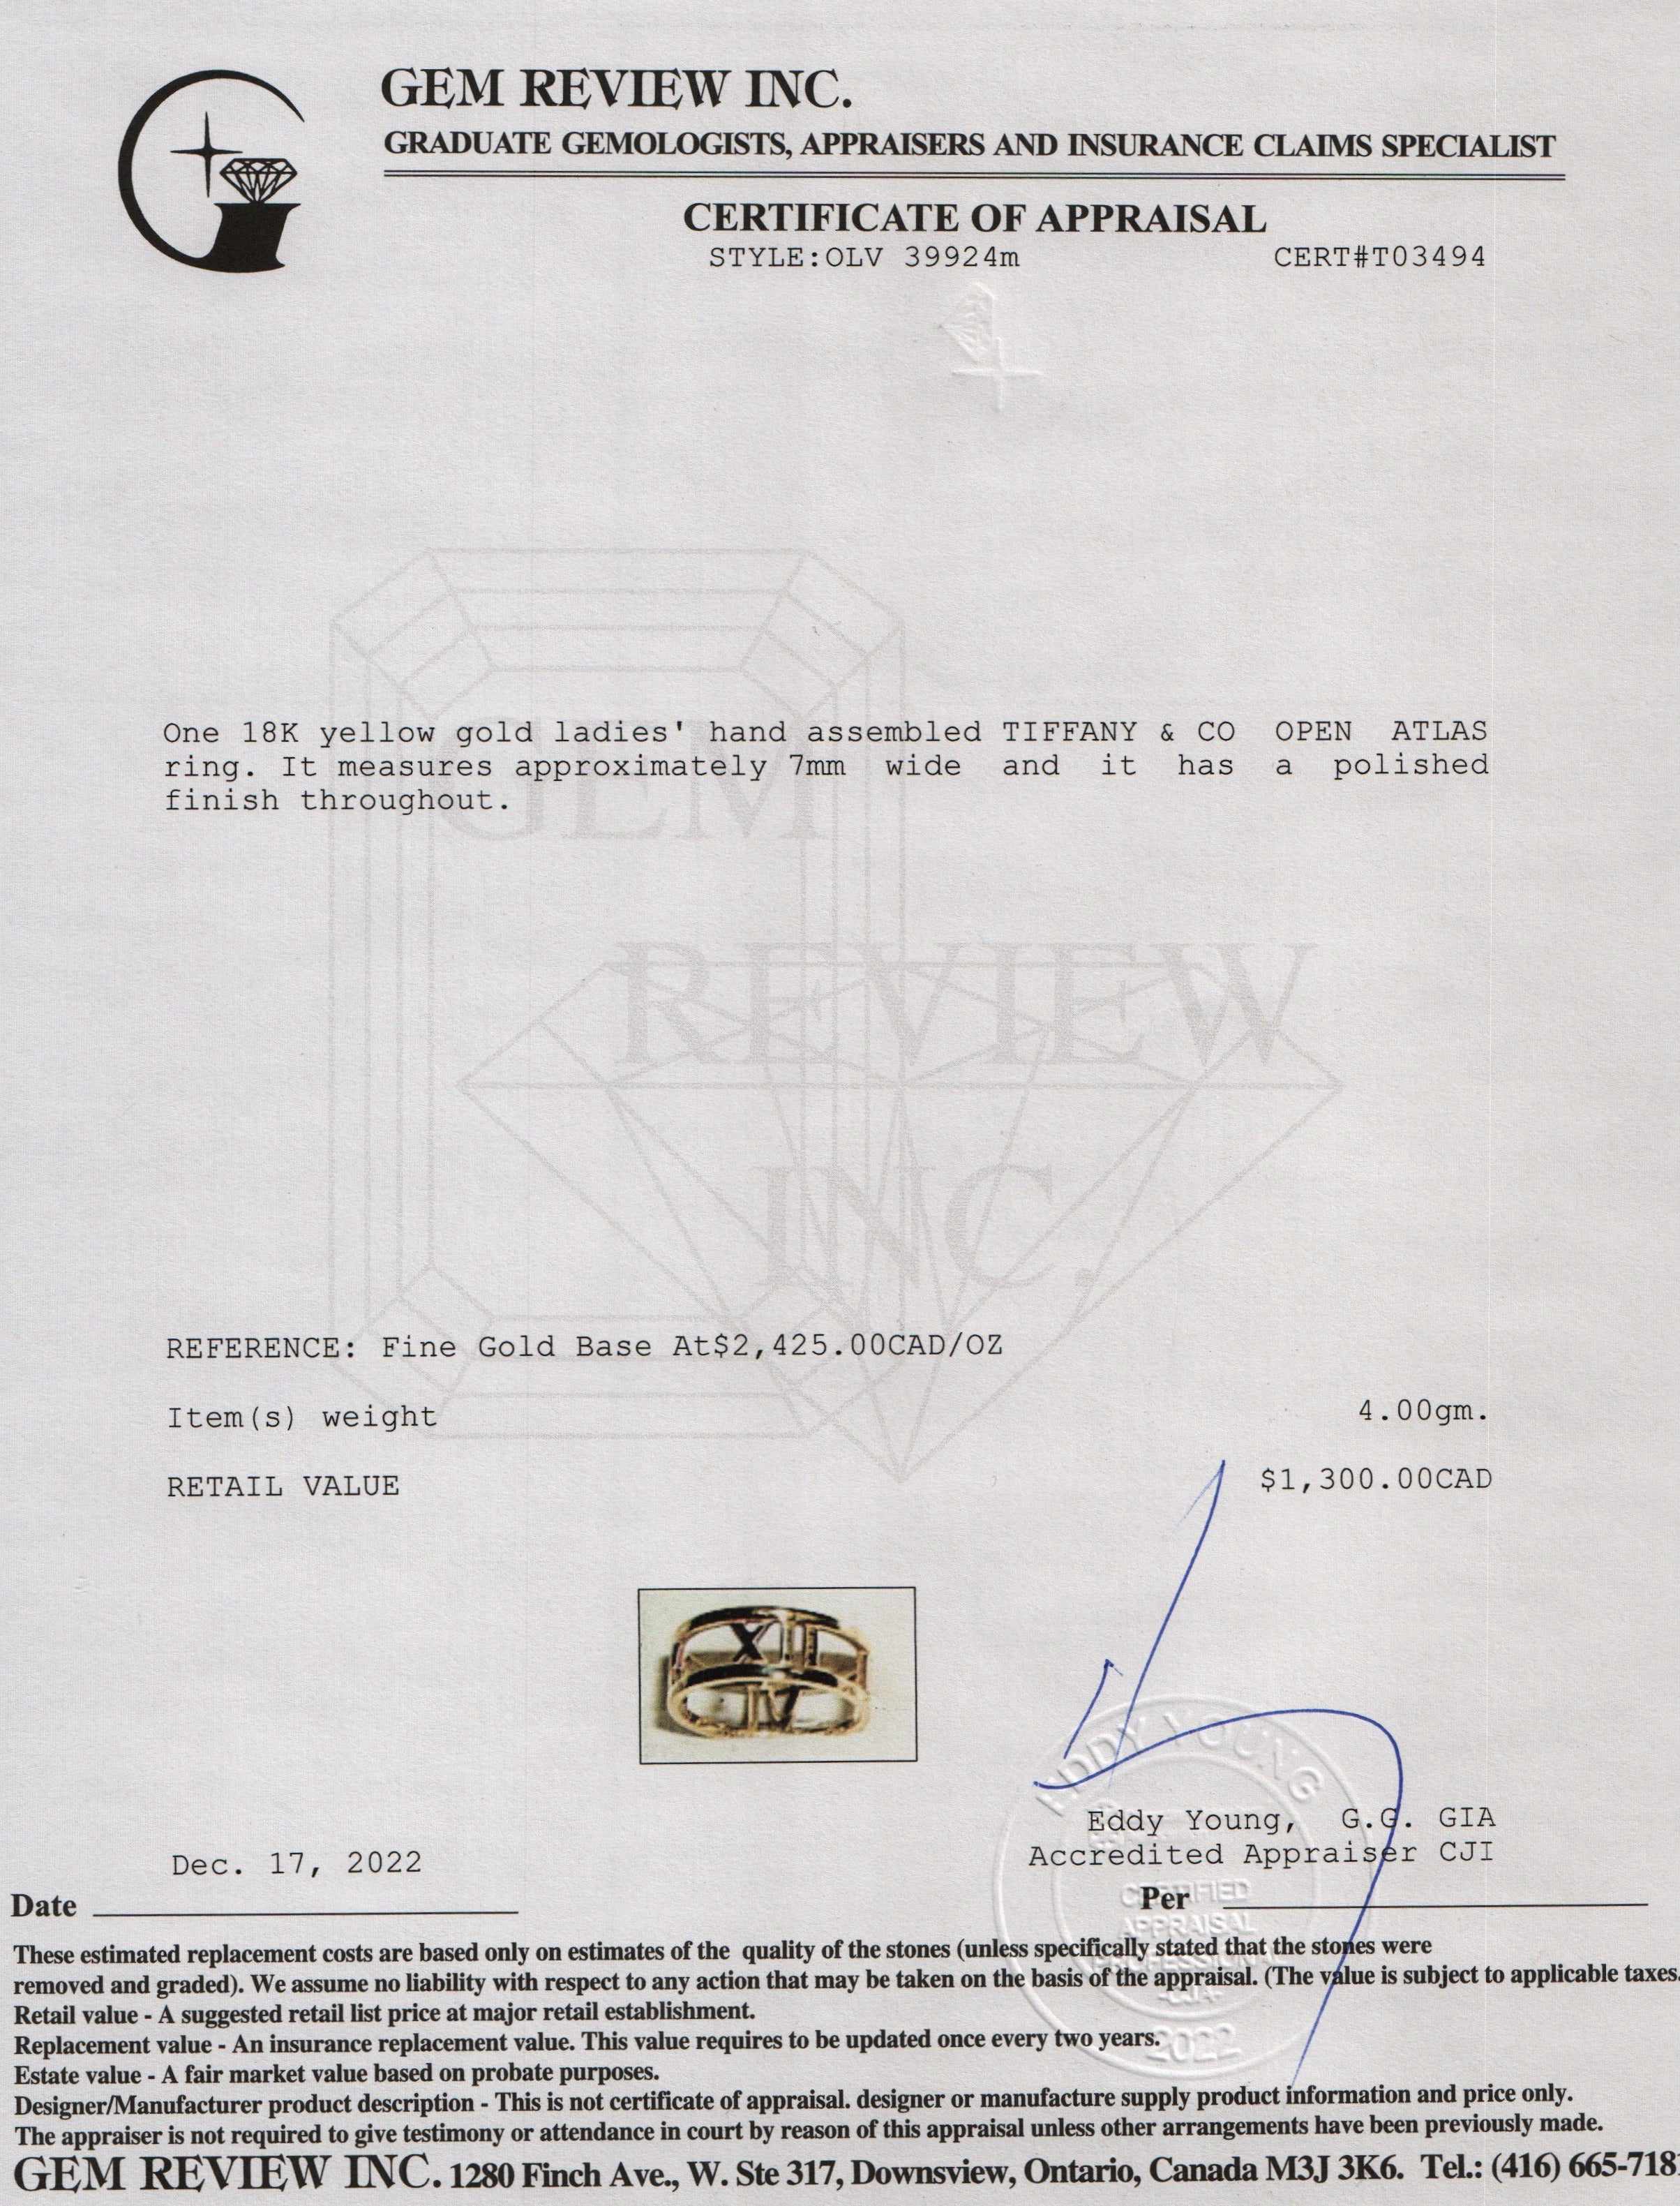 GEM REVIEW INC.
GRADUATE GEMOLOGISTS, APPRAISERS AND INSURANCE CLAIMS SPECIALIST
CERTIFICATE OF APPRAISAL
STYLE:OLV 39924m CERT#T03494
One 18K yellow gold ladies' hand assembled TIFFANY & CO OPEN ATLAS
ring. It measures approximately 7mm wide and it has a polished
finish throughout.
GEM
REVIEW
INC.
REFERENCE: Fine Gold Base At$2,425.00CAD/OZ
Item(s) weight 4.00gm.
RETAIL VALUE $1,300.00CAD
XII
IV
EDDY YOUNG
Eddy Young, G.G. GIA
Accredited Appraiser CJI
Dec. 17, 2022
Date
Per
CERTIFIED
APPRAISAL
PROFESSIONAL
2022
These estimated replacement costs are based only on estimates of the quality of the stones (unless specifically stated that the stones were
removed and graded). We assume no liability with respect to any action that may be taken on the basis of the appraisal. (The value is subject to applicable taxes.
Retail value - A suggested retail list price at major retail establishment.
Replacement value - An insurance replacement value. This value requires to be updated once every two years.
Estate value - A fair market value based on probate purposes.
Designer/Manufacturer product description - This is not certificate of appraisal. designer or manufacture supply product information and price only.
The appraiser is not required to give testimony or attendance in court by reason of this appraisal unless other arrangements have been previously made.
GEM REVIEW INC. 1280 Finch Ave., W. Ste 317, Downsview, Ontario, Canada M3J 3K6. Tel.: (416) 665-718